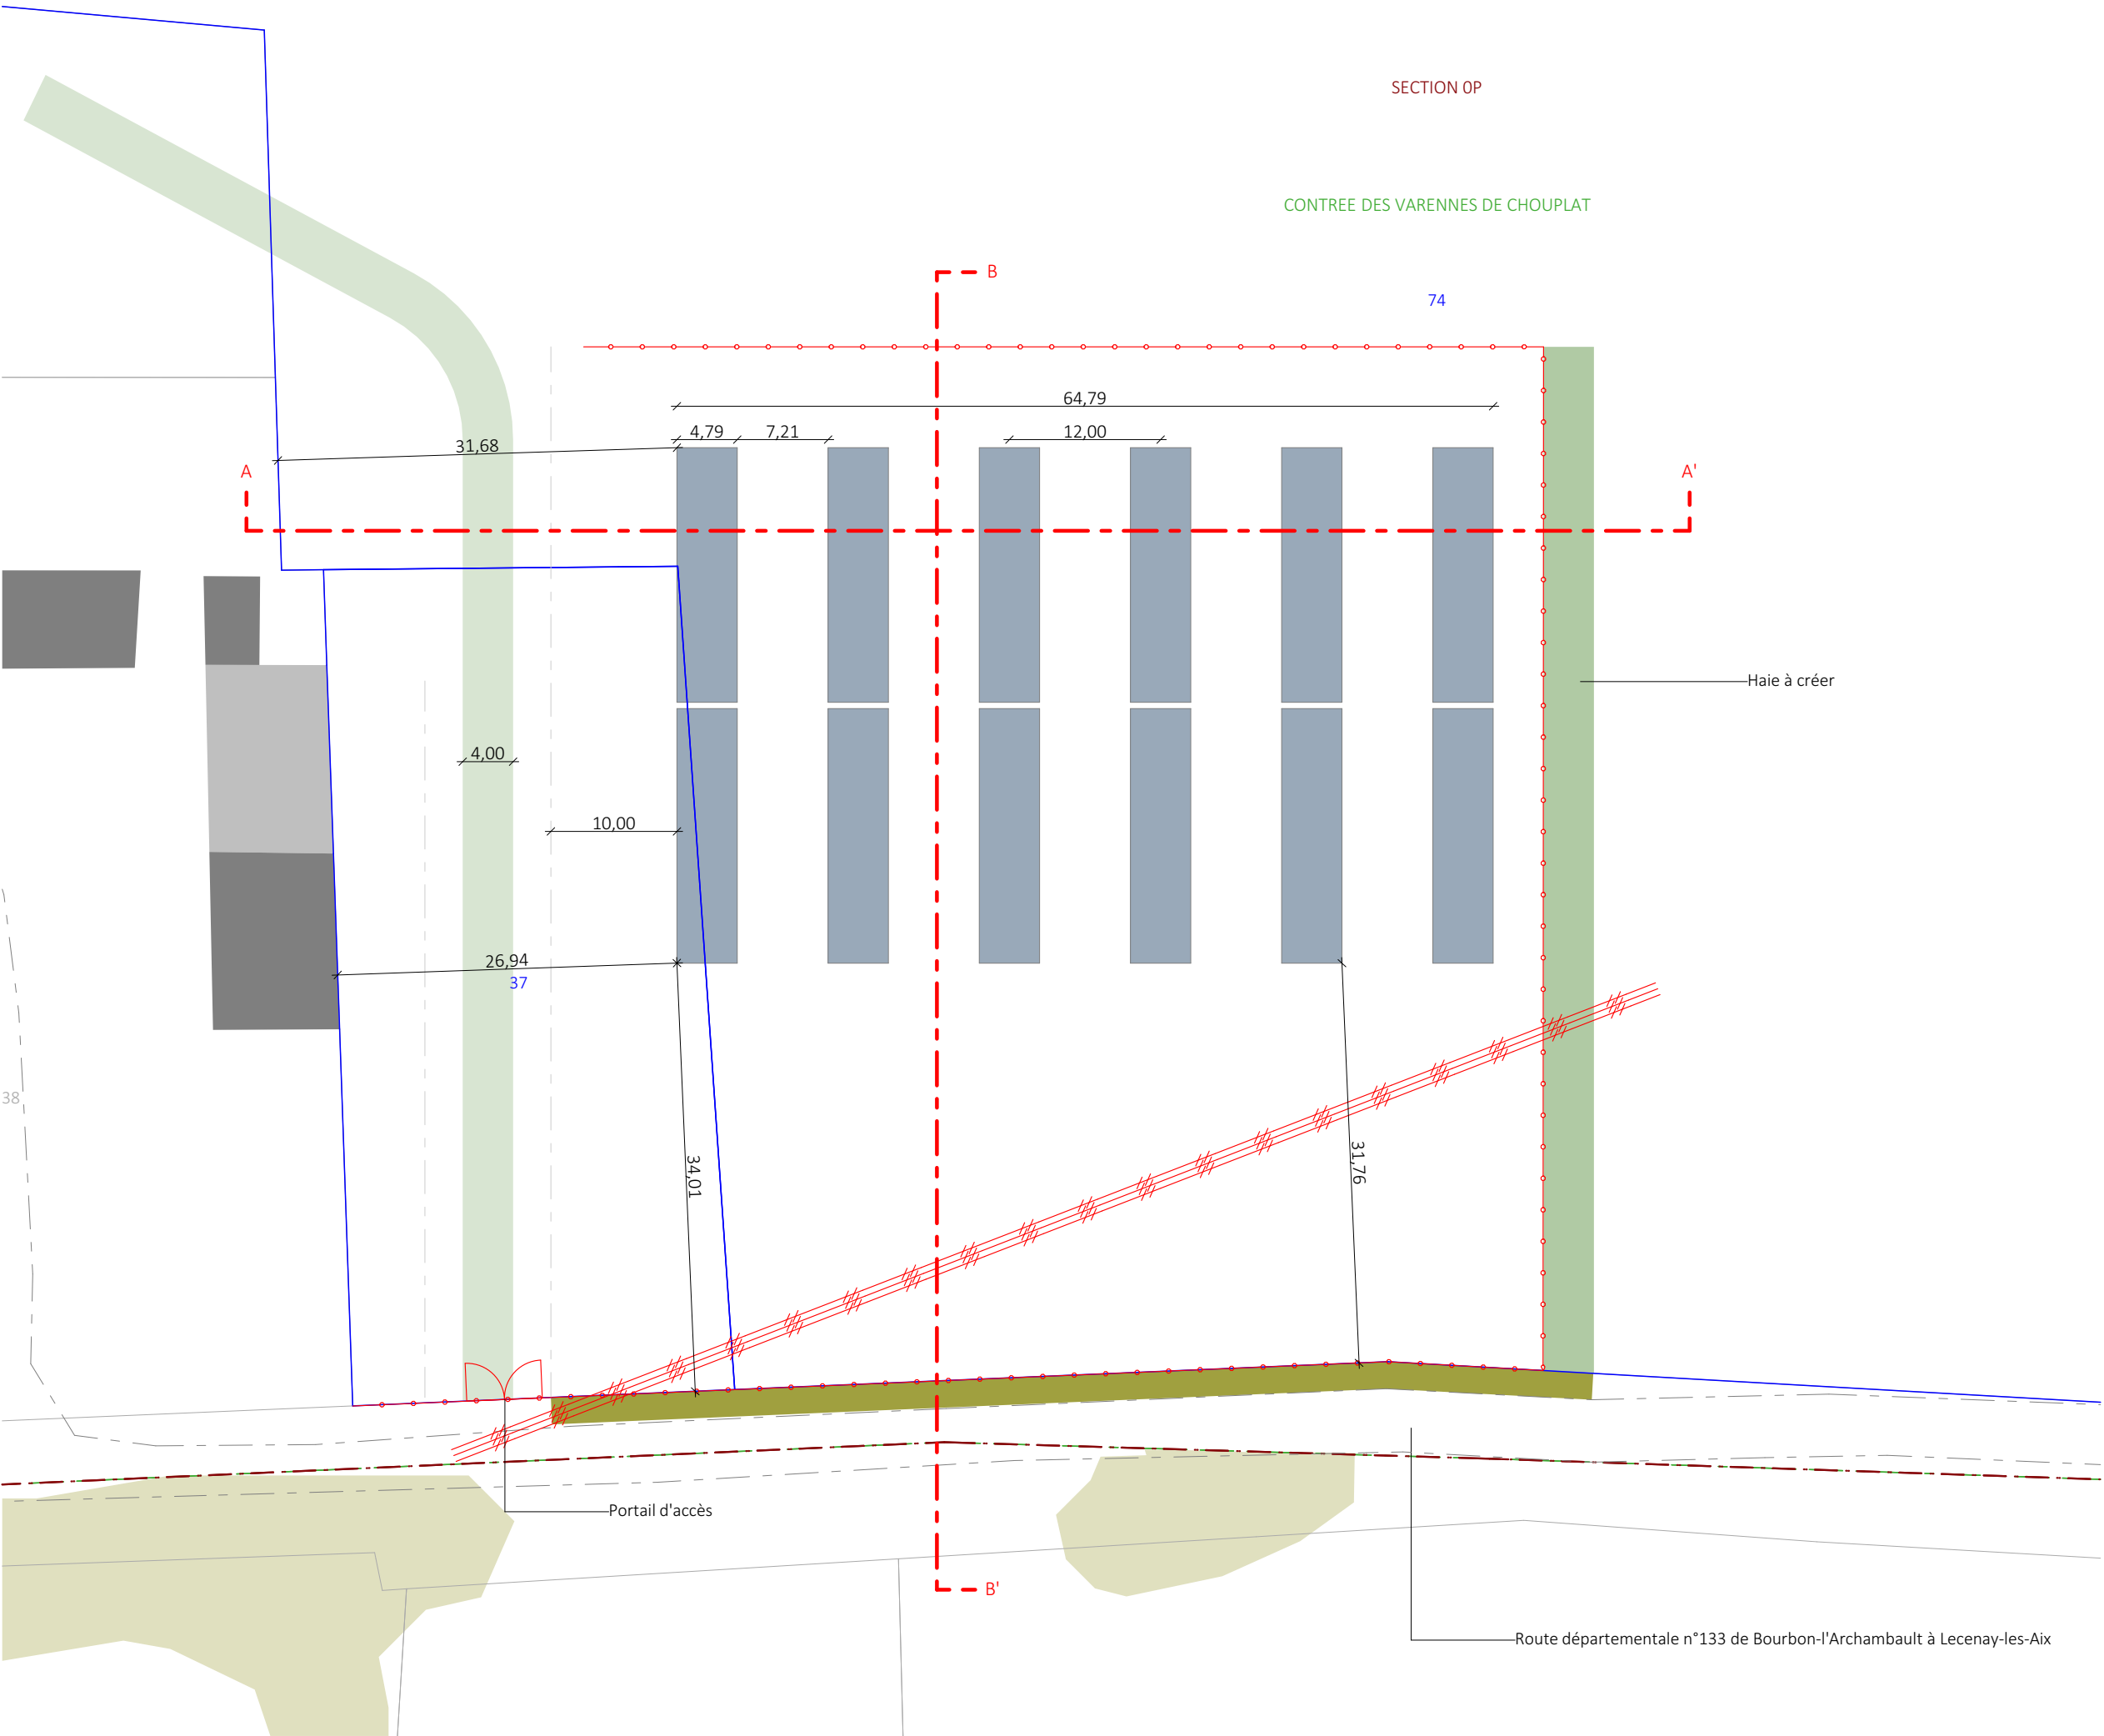 SECTION 0P
CONTREE DES VARENNES DE CHOUPLAT
B
74
64,79
4,79
7,21
12,00
31,68
A
A'
Haie à créer
4,00
10,00
26,94
37
38
34,01
31,76
Portail d'accès
B'
Route départementale n°133 de Bourbon-l'Archambault à Lecenay-les-Aix